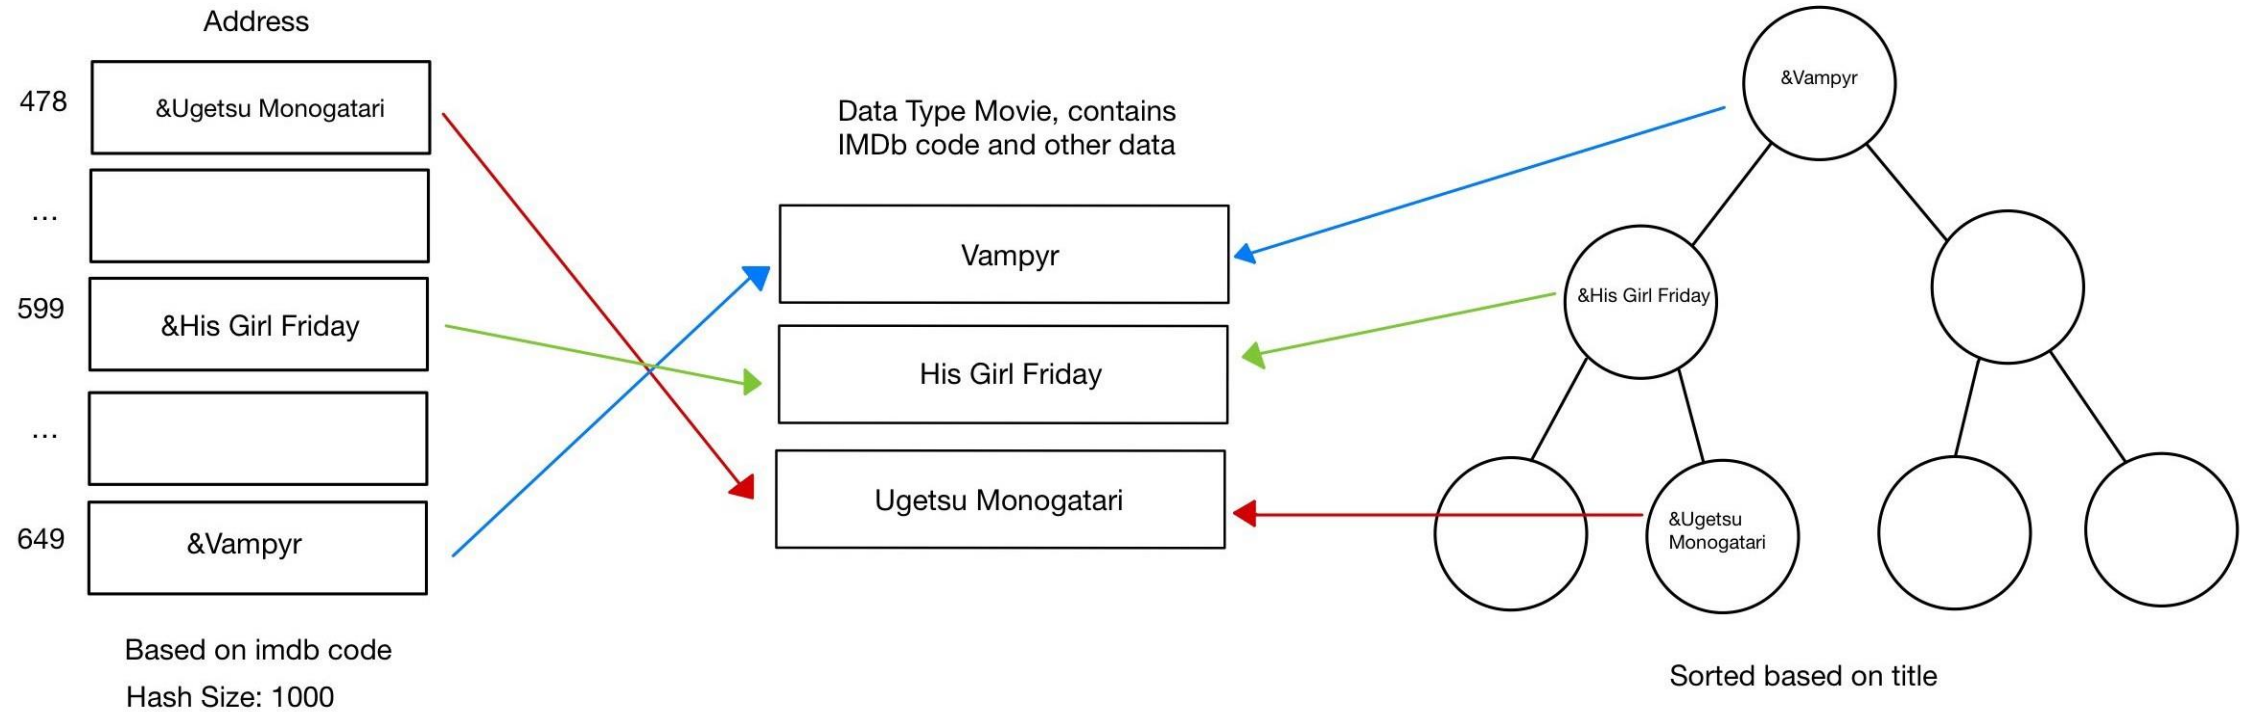 Address
478
&Ugetsu Monogatari
...
599
&His Girl Friday
...
649
&Vampyr
Based on imdb code
Hash Size: 1000
Data Type Movie, contains
IMDb code and other data
Vampyr
His Girl Friday
Ugetsu Monogatari
&Vampyr
&His Girl Friday
&Ugetsu
Monogatari
Sorted based on title